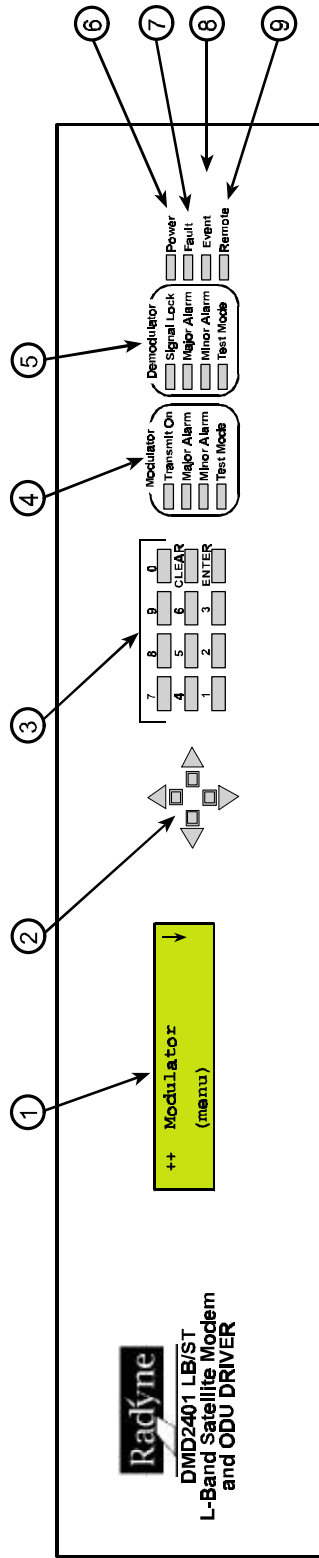 1
2
3
4
5
6
7
8
9
Radyne
DMD2401 LB/ST
L-Band Satellite Modem
and ODU DRIVER
++ Modulator ↓
(menu)
7 8 9 0
4 5 6 CLEAR
1 2 3 ENTER
Modulator
Transmit On
Major Alarm
Minor Alarm
Test Mode
Demodulator
Signal Lock
Major Alarm
Minor Alarm
Test Mode
Power
Fault
Event
Remote